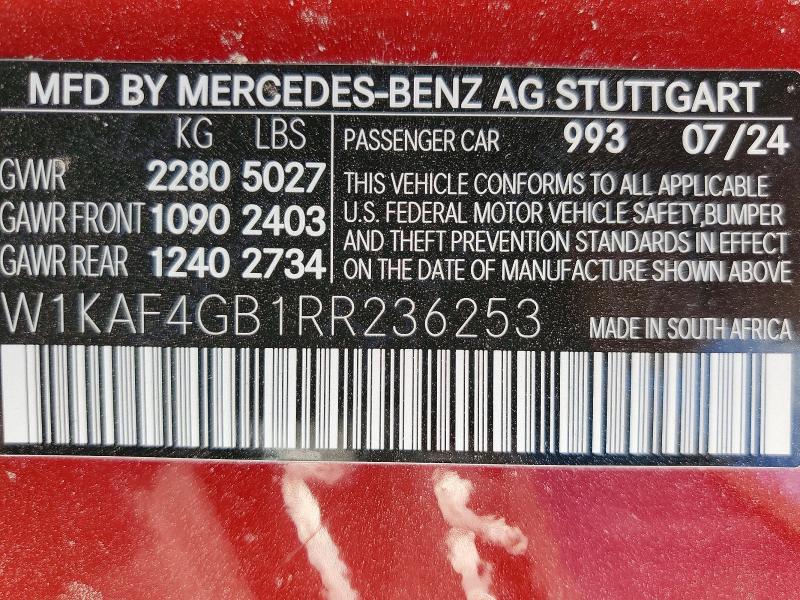 MFD BY MERCEDES-BENZ AG STUTTGART
KG LBS
GVWR 2280 5027
GAWR FRONT 1090 2403
GAWR REAR 1240 2734
PASSENGER CAR 993 07/24
THIS VEHICLE CONFORMS TO ALL APPLICABLE
U.S. FEDERAL MOTOR VEHICLE SAFETY,BUMPER
AND THEFT PREVENTION STANDARDS IN EFFECT
ON THE DATE OF MANUFACTURE SHOWN ABOVE
W1KAF4GB1RR236253
MADE IN SOUTH AFRICA